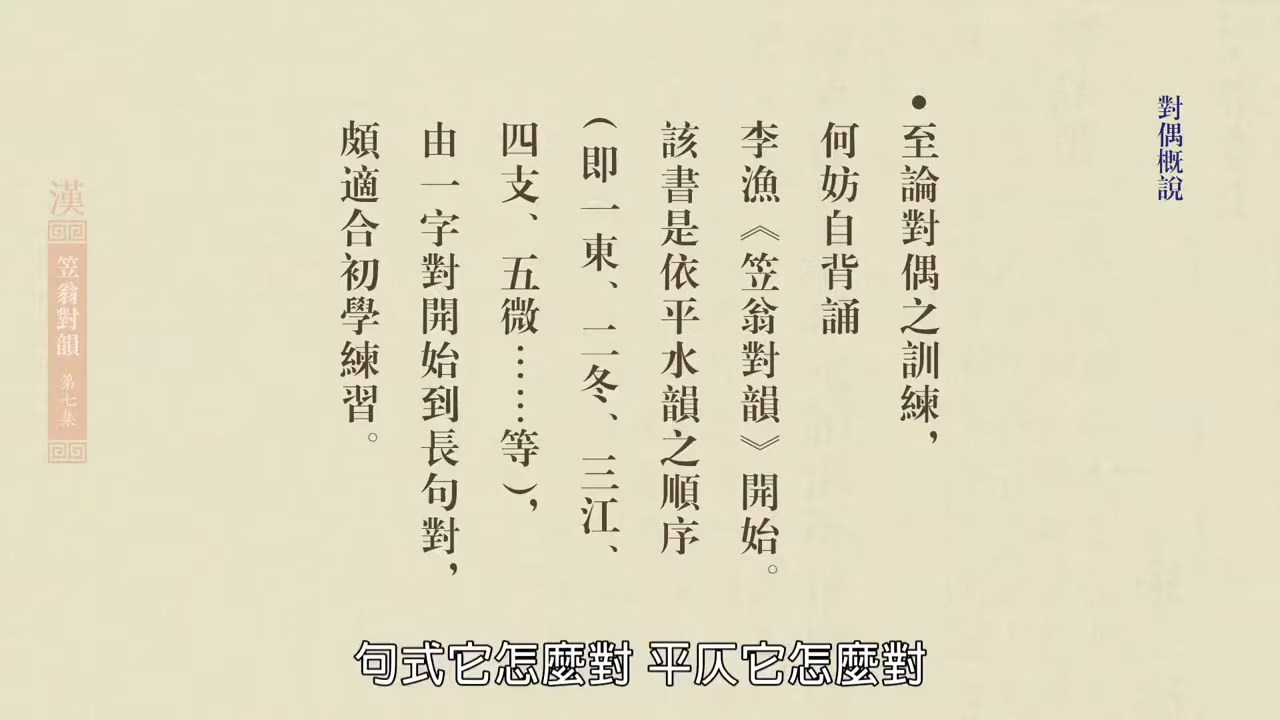 對偶概說
•至論對偶之訓練，
何妨自背誦
李漁《笠翁對韻》開始。
該書是依平水韻之順序
（即一東、二冬、三江、
四支、五微……等），
由一字對開始到長句對，
頗適合初學練習。
漢
笠翁對韻 第七集
句式它怎麼對 平仄它怎麼對